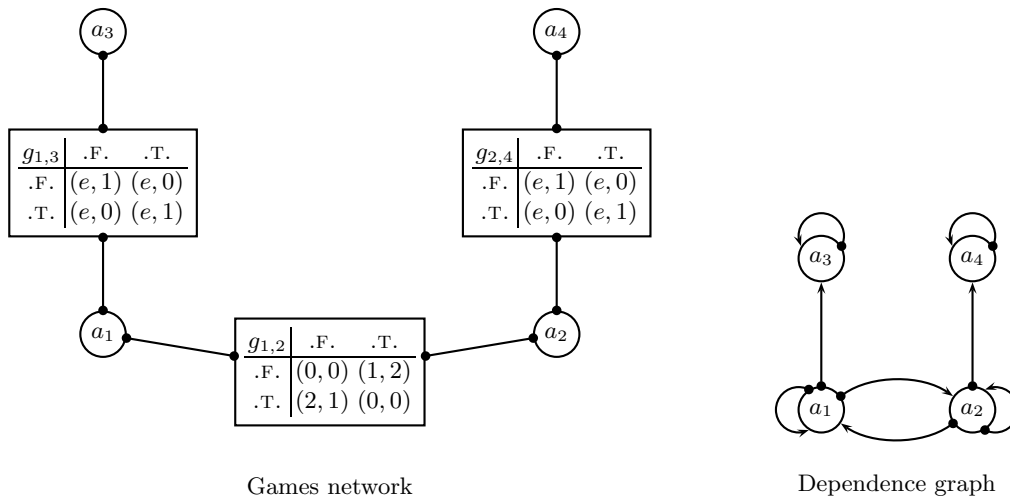 a₃ a₄
g₁,₃ .F. .T. g₂,₄ .F. .T.
.F. (e, 1) (e, 0) .F. (e, 1) (e, 0)
.T. (e, 0) (e, 1) .T. (e, 0) (e, 1)
a₃ a₄
a₁ a₂
g₁,₂ .F. .T.
.F. (0, 0) (1, 2)
.T. (2, 1) (0, 0)
a₁ a₂
Games network Dependence graph